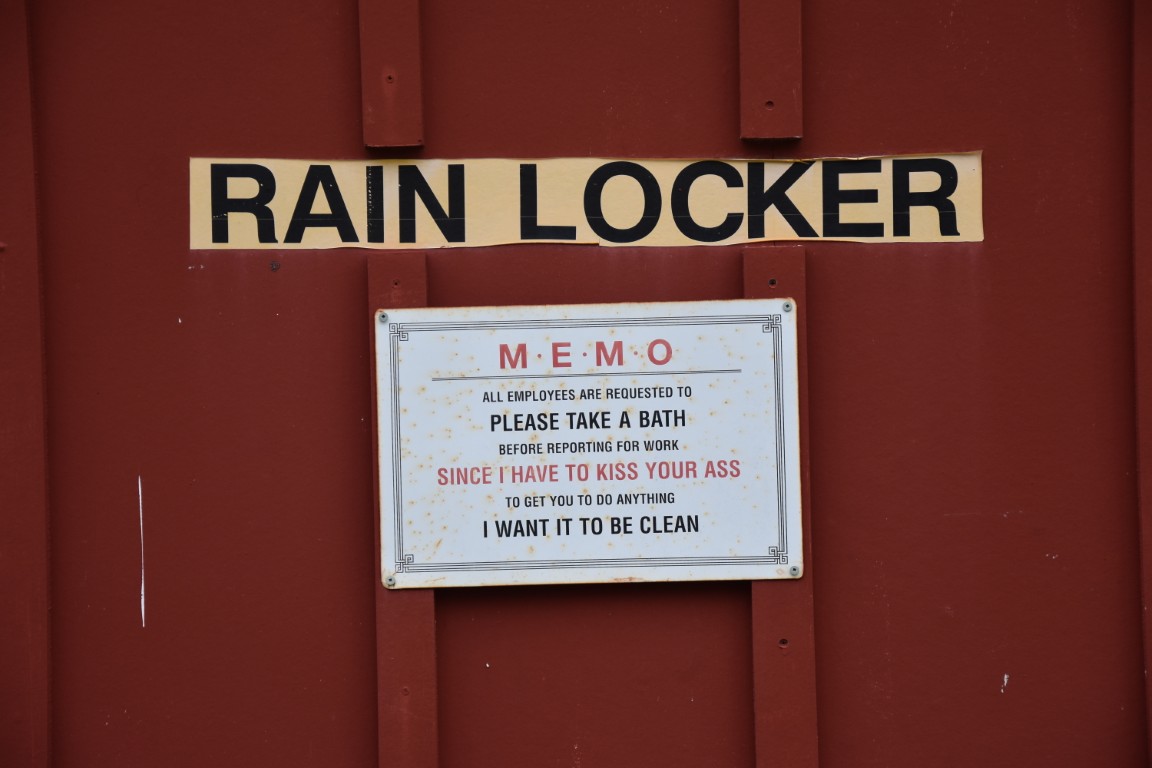 RAIN LOCKER
M·E·M·O
ALL EMPLOYEES ARE REQUESTED TO
PLEASE TAKE A BATH
BEFORE REPORTING FOR WORK
SINCE I HAVE TO KISS YOUR ASS
TO GET YOU TO DO ANYTHING
I WANT IT TO BE CLEAN